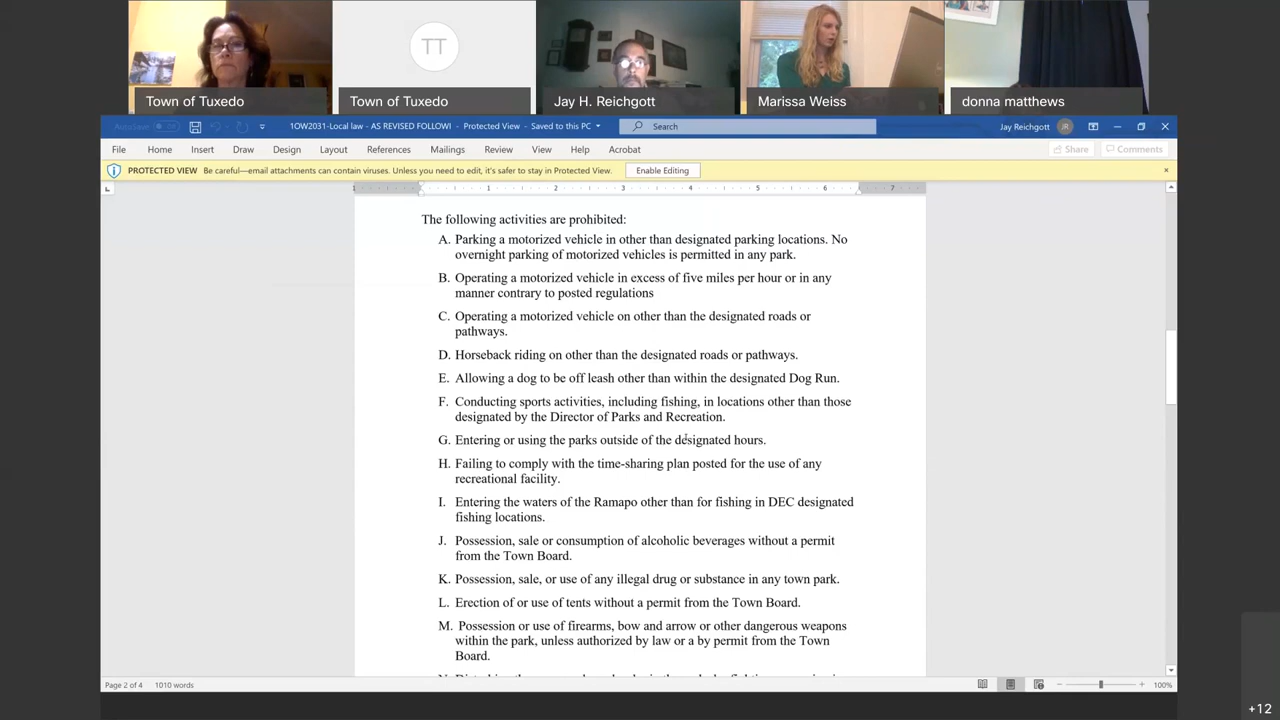 TT
Town of Tuxedo
Town of Tuxedo
Jay H. Reichgott
Marissa Weiss
donna matthews
AutoSave Off
1OW2031-Local law - AS REVISED FOLLOWI - Protected View - Saved to this PC
Search
Jay Reichgott
JR
File Home Insert Draw Design Layout References Mailings Review View Help Acrobat
Share
Comments
PROTECTED VIEW Be careful—email attachments can contain viruses. Unless you need to edit, it's safer to stay in Protected View.
Enable Editing
1 1 2 3 4 5 6 7
The following activities are prohibited:
A. Parking a motorized vehicle in other than designated parking locations. No
overnight parking of motorized vehicles is permitted in any park.
B. Operating a motorized vehicle in excess of five miles per hour or in any
manner contrary to posted regulations
C. Operating a motorized vehicle on other than the designated roads or
pathways.
D. Horseback riding on other than the designated roads or pathways.
E. Allowing a dog to be off leash other than within the designated Dog Run.
F. Conducting sports activities, including fishing, in locations other than those
designated by the Director of Parks and Recreation.
G. Entering or using the parks outside of the designated hours.
H. Failing to comply with the time-sharing plan posted for the use of any
recreational facility.
I. Entering the waters of the Ramapo other than for fishing in DEC designated
fishing locations.
J. Possession, sale or consumption of alcoholic beverages without a permit
from the Town Board.
K. Possession, sale, or use of any illegal drug or substance in any town park.
L. Erection of or use of tents without a permit from the Town Board.
M. Possession or use of firearms, bow and arrow or other dangerous weapons
within the park, unless authorized by law or a by permit from the Town
Board.
Page 2 of 4
1010 words
100%
+12